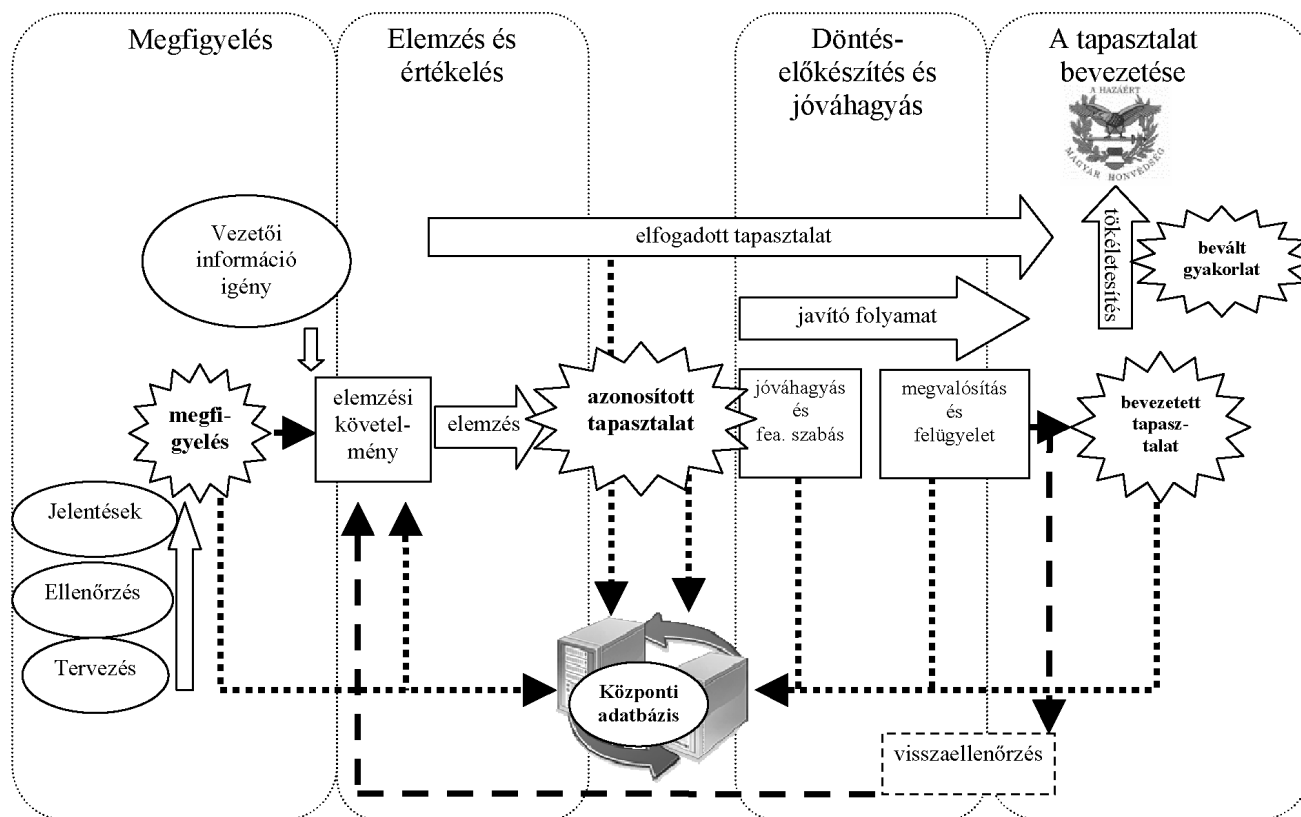 Megfigyelés
Elemzés és
értékelés
Döntés-
előkészítés és
jóváhagyás
A tapasztalat
bevezetése
A HAZÁÉRT
MAGYAR HONVÉDSÉG
Vezetői
információ
igény
elfogadott tapasztalat
tökéletesítés
bevált
gyakorlat
javító folyamat
megfi-
gyelés
elemzési
követel-
mény
elemzés
azonosított
tapasztalat
jóváhagyás
és
fea. szabás
megvalósítás
és
felügyelet
bevezetett
tapasz-
talat
Jelentések
Ellenőrzés
Tervezés
Központi
adatbázis
visszaellenőrzés